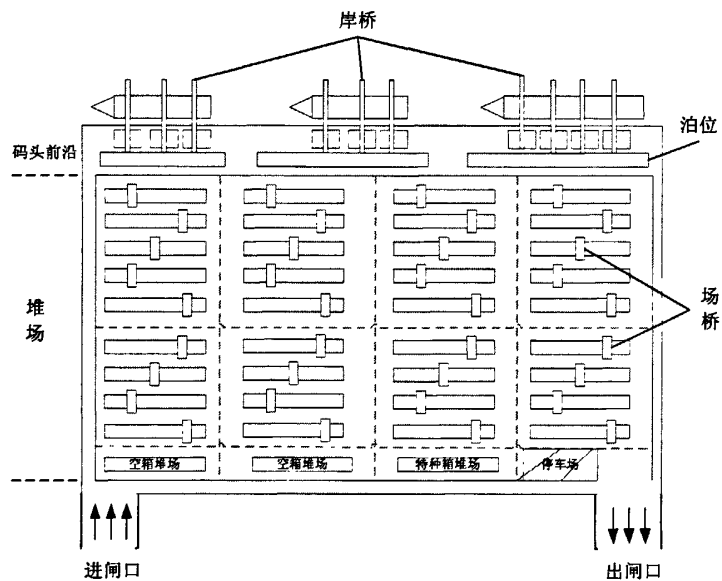 岸桥
泊位
码头前沿
堆场
场桥
空箱堆场
空箱堆场
特种箱堆场
停车场
进闸口
出闸口